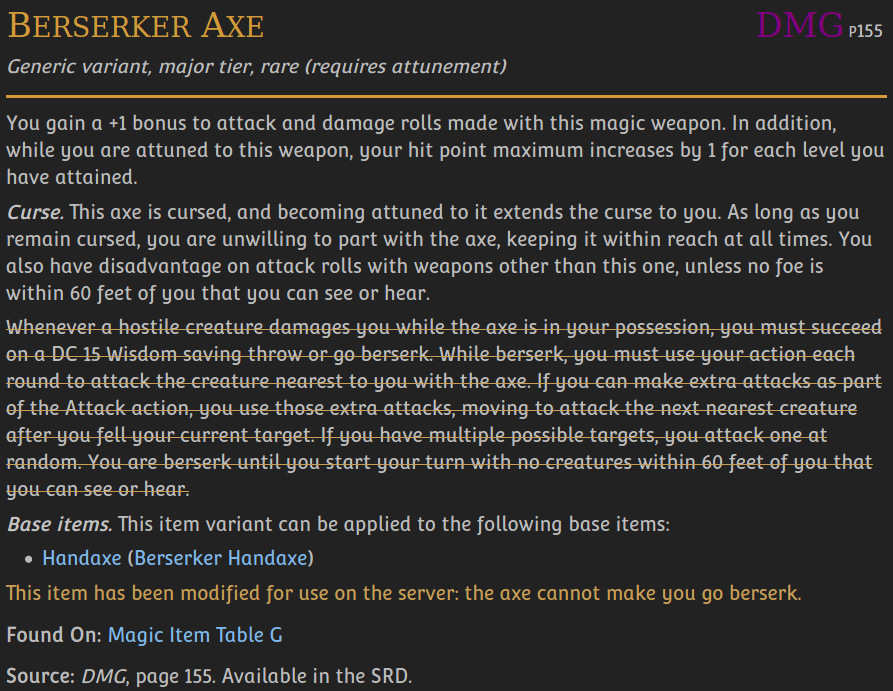 Berserker Axe DMG P155
Generic variant, major tier, rare (requires attunement)
You gain a +1 bonus to attack and damage rolls made with this magic weapon. In addition,
while you are attuned to this weapon, your hit point maximum increases by 1 for each level you
have attained.
Curse. This axe is cursed, and becoming attuned to it extends the curse to you. As long as you
remain cursed, you are unwilling to part with the axe, keeping it within reach at all times. You
also have disadvantage on attack rolls with weapons other than this one, unless no foe is
within 60 feet of you that you can see or hear.
Whenever a hostile creature damages you while the axe is in your possession, you must succeed
on a DC 15 Wisdom saving throw or go berserk. While berserk, you must use your action each
round to attack the creature nearest to you with the axe. If you can make extra attacks as part
of the Attack action, you use those extra attacks, moving to attack the next nearest creature
after you fell your current target. If you have multiple possible targets, you attack one at
random. You are berserk until you start your turn with no creatures within 60 feet of you that
you can see or hear.
Base items. This item variant can be applied to the following base items:
• Handaxe (Berserker Handaxe)
This item has been modified for use on the server: the axe cannot make you go berserk.
Found On: Magic Item Table G
Source: DMG, page 155. Available in the SRD.